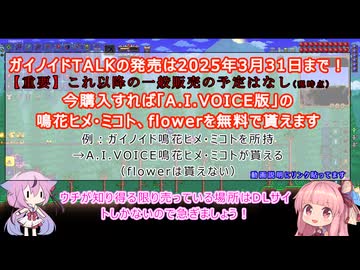 ガイノイドTALKの発売は2025年3月31日まで！
【重要】これ以降の一般販売の予定はなし(現時点)
今購入すれば「A.I.VOICE版」の
鳴花ヒメ・ミコト、flowerを無料で貰えます
例：ガイノイド鳴花ヒメ・ミコトを所持
→A.I.VOICE鳴花ヒメ・ミコトが貰える
（flowerは貰えない）
動画説明にリンク貼ってます
ウチが知り得る限り売っている場所はDLサイ
トしかないので急ぎましょう！